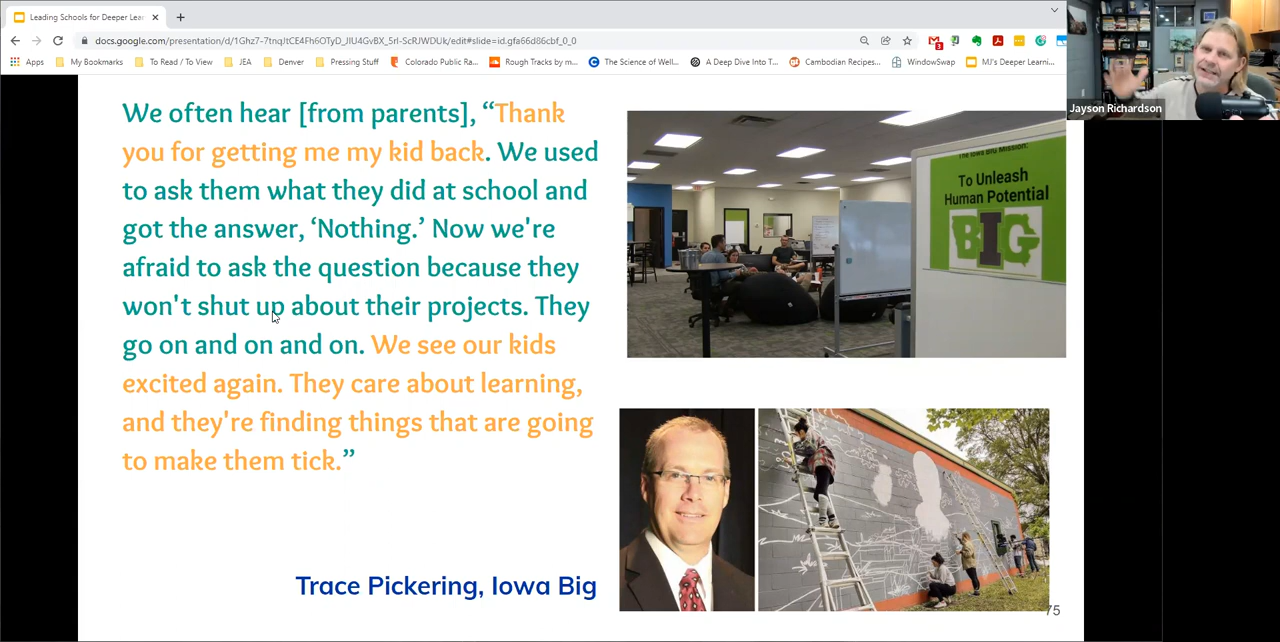 Leading Schools for Deeper Lear
docs.google.com/presentation/d/1Ghz7-7tnqJtCE4Fh6OTyD_JIU4GvBX_5rI-ScRJWDUk/edit#slide=id.gfa66d86cbf_0_0
Apps
My Bookmarks
To Read / To View
JEA
Denver
Pressing Stuff
Colorado Public Ra...
Rough Tracks by m...
The Science of Well...
A Deep Dive into T...
Cambodian Recipes...
WindowSwap
MJ's Deeper Learni...
Jayson Richardson
We often hear [from parents], “Thank
you for getting me my kid back. We used
to ask them what they did at school and
got the answer, ‘Nothing.’ Now we're
afraid to ask the question because they
won't shut up about their projects. They
go on and on and on. We see our kids
excited again. They care about learning,
and they're finding things that are going
to make them tick.”
The Iowa BIG Mission:
To Unleash
Human Potential
BIG
Trace Pickering, Iowa Big
75